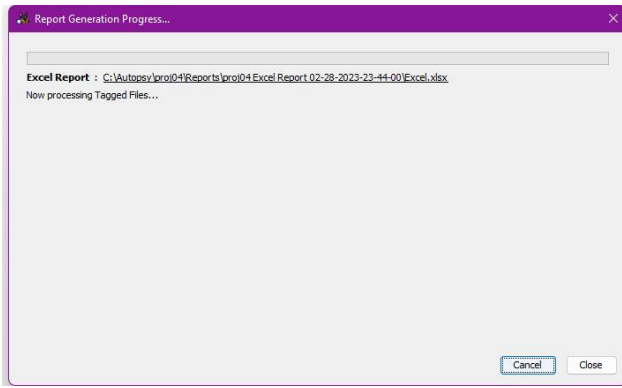 Report Generation Progress...
Excel Report : C:\Autopsy\proj04\Reports\proj04 Excel Report 02-28-2023-23-44-00\Excel.xlsx
Now processing Tagged Files...
Cancel Close